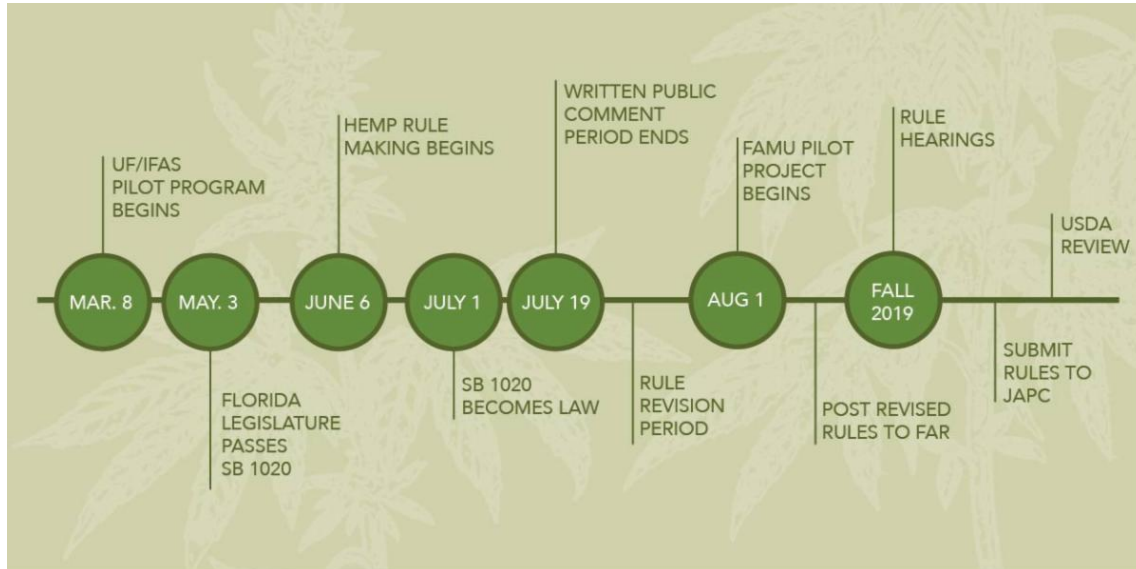 UF/IFAS
PILOT PROGRAM
BEGINS
MAR. 8
FLORIDA
LEGISLATURE
PASSES
SB 1020
MAY. 3
HEMP RULE
MAKING BEGINS
JUNE 6
SB 1020
BECOMES LAW
JULY 1
WRITTEN PUBLIC
COMMENT
PERIOD ENDS
JULY 19
RULE
REVISION
PERIOD
FAMU PILOT
PROJECT
BEGINS
AUG 1
POST REVISED
RULES TO FAR
RULE
HEARINGS
FALL
2019
SUBMIT
RULES TO
JAPC
USDA
REVIEW